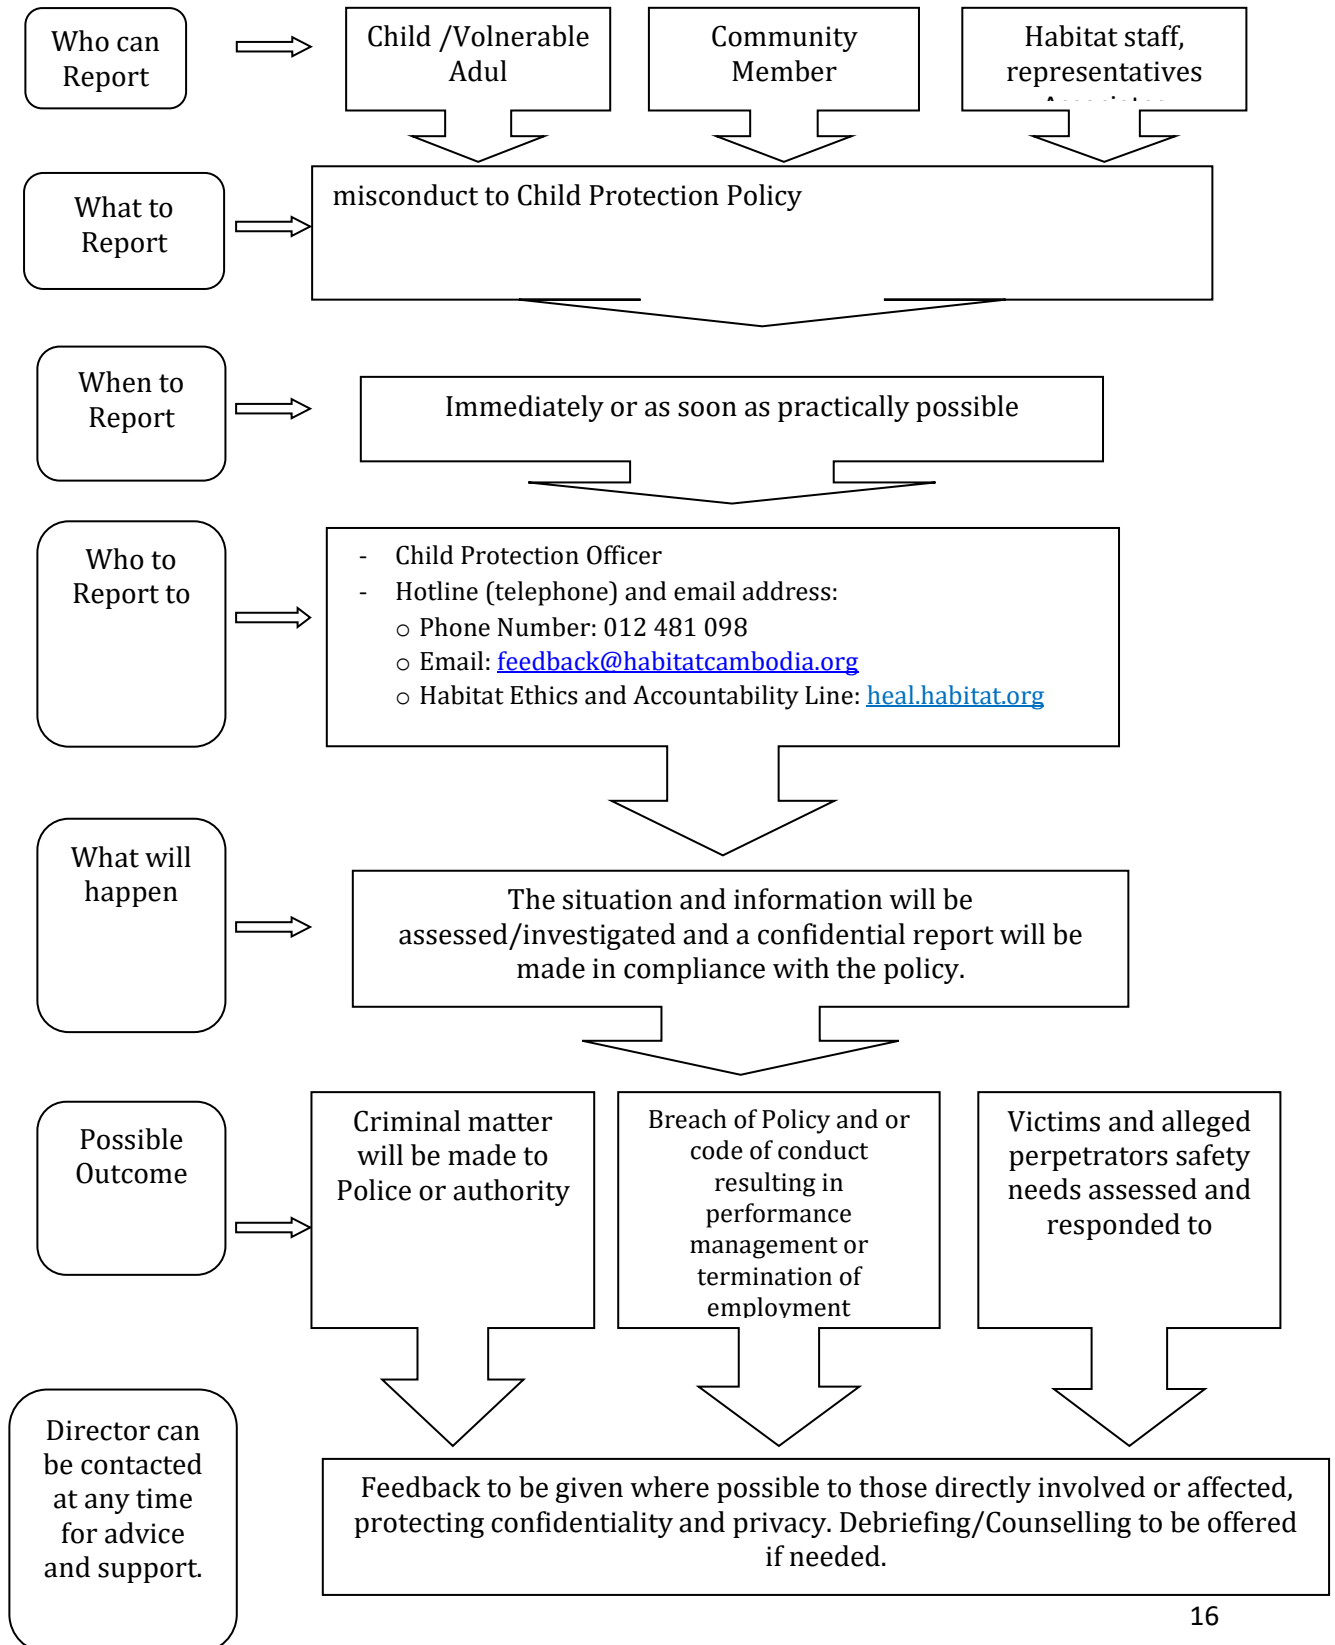 Who can
Report
Child /Volnerable
Adul
Community
Member
Habitat staff,
representatives
What to
Report
misconduct to Child Protection Policy
When to
Report
Immediately or as soon as practically possible
Who to
Report to
- Child Protection Officer
- Hotline (telephone) and email address:
o Phone Number: 012 481 098
o Email: feedback@habitatcambodia.org
o Habitat Ethics and Accountability Line: heal.habitat.org
What will
happen
The situation and information will be
assessed/investigated and a confidential report will be
made in compliance with the policy.
Possible
Outcome
Criminal matter
will be made to
Police or authority
Breach of Policy and or
code of conduct
resulting in
performance
management or
termination of
employment
Victims and alleged
perpetrators safety
needs assessed and
responded to
Director can
be contacted
at any time
for advice
and support.
Feedback to be given where possible to those directly involved or affected,
protecting confidentiality and privacy. Debriefing/Counselling to be offered
if needed.
16